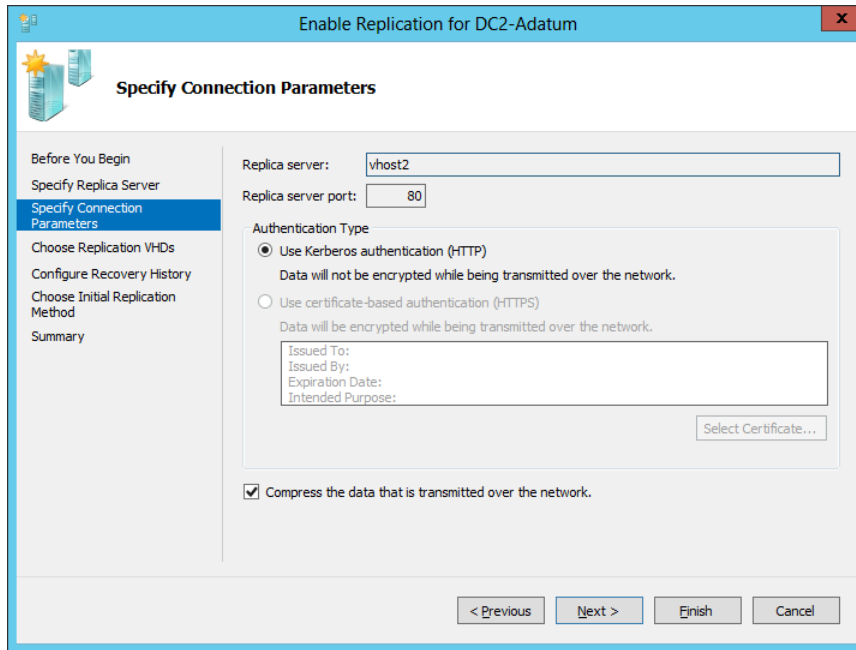 Enable Replication for DC2-Adatum
x
Specify Connection Parameters
Before You Begin
Specify Replica Server
Specify Connection
Parameters
Choose Replication VHDs
Configure Recovery History
Choose Initial Replication
Method
Summary
Replica server: vhost2
Replica server port: 80
Authentication Type
Use Kerberos authentication (HTTP)
Data will not be encrypted while being transmitted over the network.
Use certificate-based authentication (HTTPS)
Data will be encrypted while being transmitted over the network.
Issued To:
Issued By:
Expiration Date:
Intended Purpose:
Select Certificate...
Compress the data that is transmitted over the network.
< Previous Next > Finish Cancel